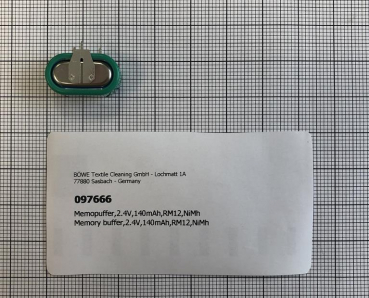 BÖWE Textile Cleaning GmbH - Lochmatt 1A
77880 Sasbach - Germany
097666
Memopuffer,2.4V,140mAh,RM12,NiMh
Memory buffer,2.4V,140mAh,RM12,NiMh